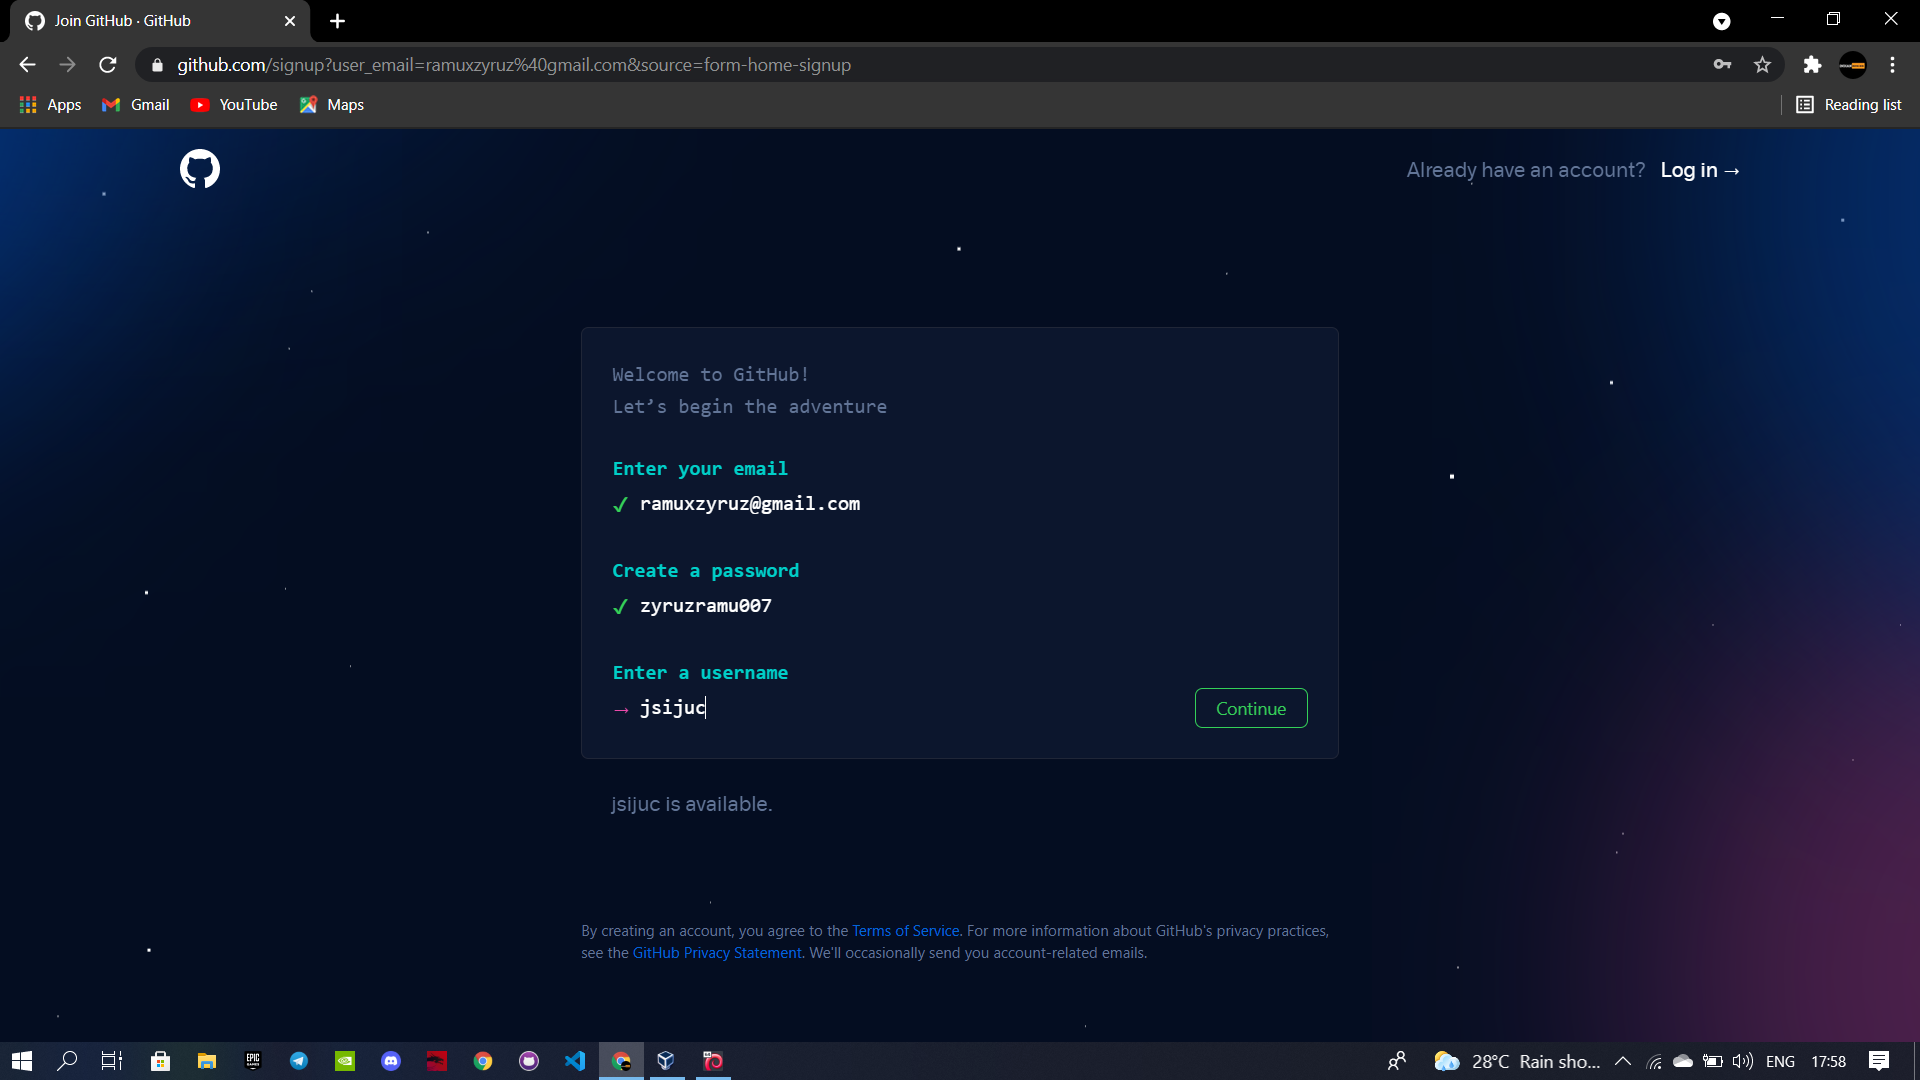 Join GitHub · GitHub
github.com/signup?user_email=ramuxzyruz%40gmail.com&source=form-home-signup
Apps Gmail YouTube Maps Reading list
Already have an account? Log in →
Welcome to GitHub!
Let’s begin the adventure
Enter your email
✓ ramuxzyruz@gmail.com
Create a password
✓ zyruzramu007
Enter a username
→ jsijuc Continue
jsijuc is available.
By creating an account, you agree to the Terms of Service. For more information about GitHub's privacy practices,
see the GitHub Privacy Statement. We'll occasionally send you account-related emails.
EPIC GAMES 28°C Rain sho... ENG 17:58